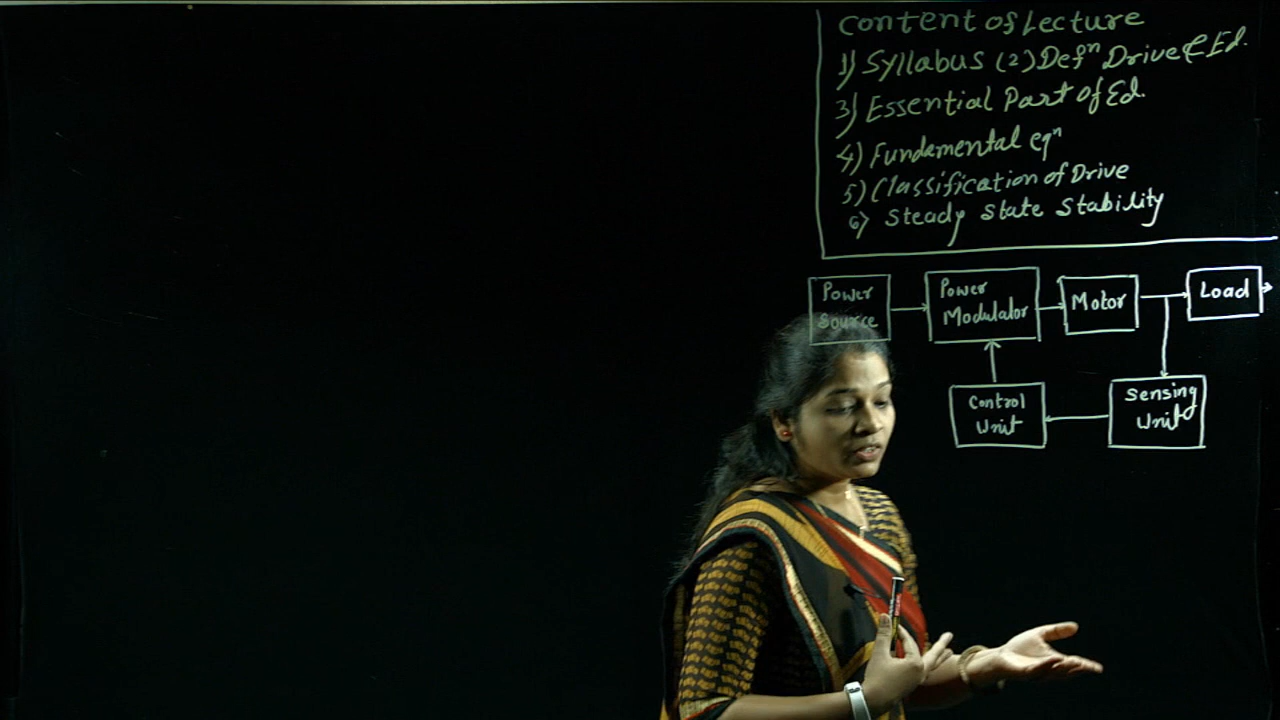 Content of Lecture
1) Syllabus (2) Defⁿ Drive & Ed.
3) Essential Part of Ed.
4) Fundamental eqⁿ
5) Classification of Drive
6) Steady State Stability
Power
Source
Power
Modulator
Motor
Load
Control
Unit
Sensing
Unit